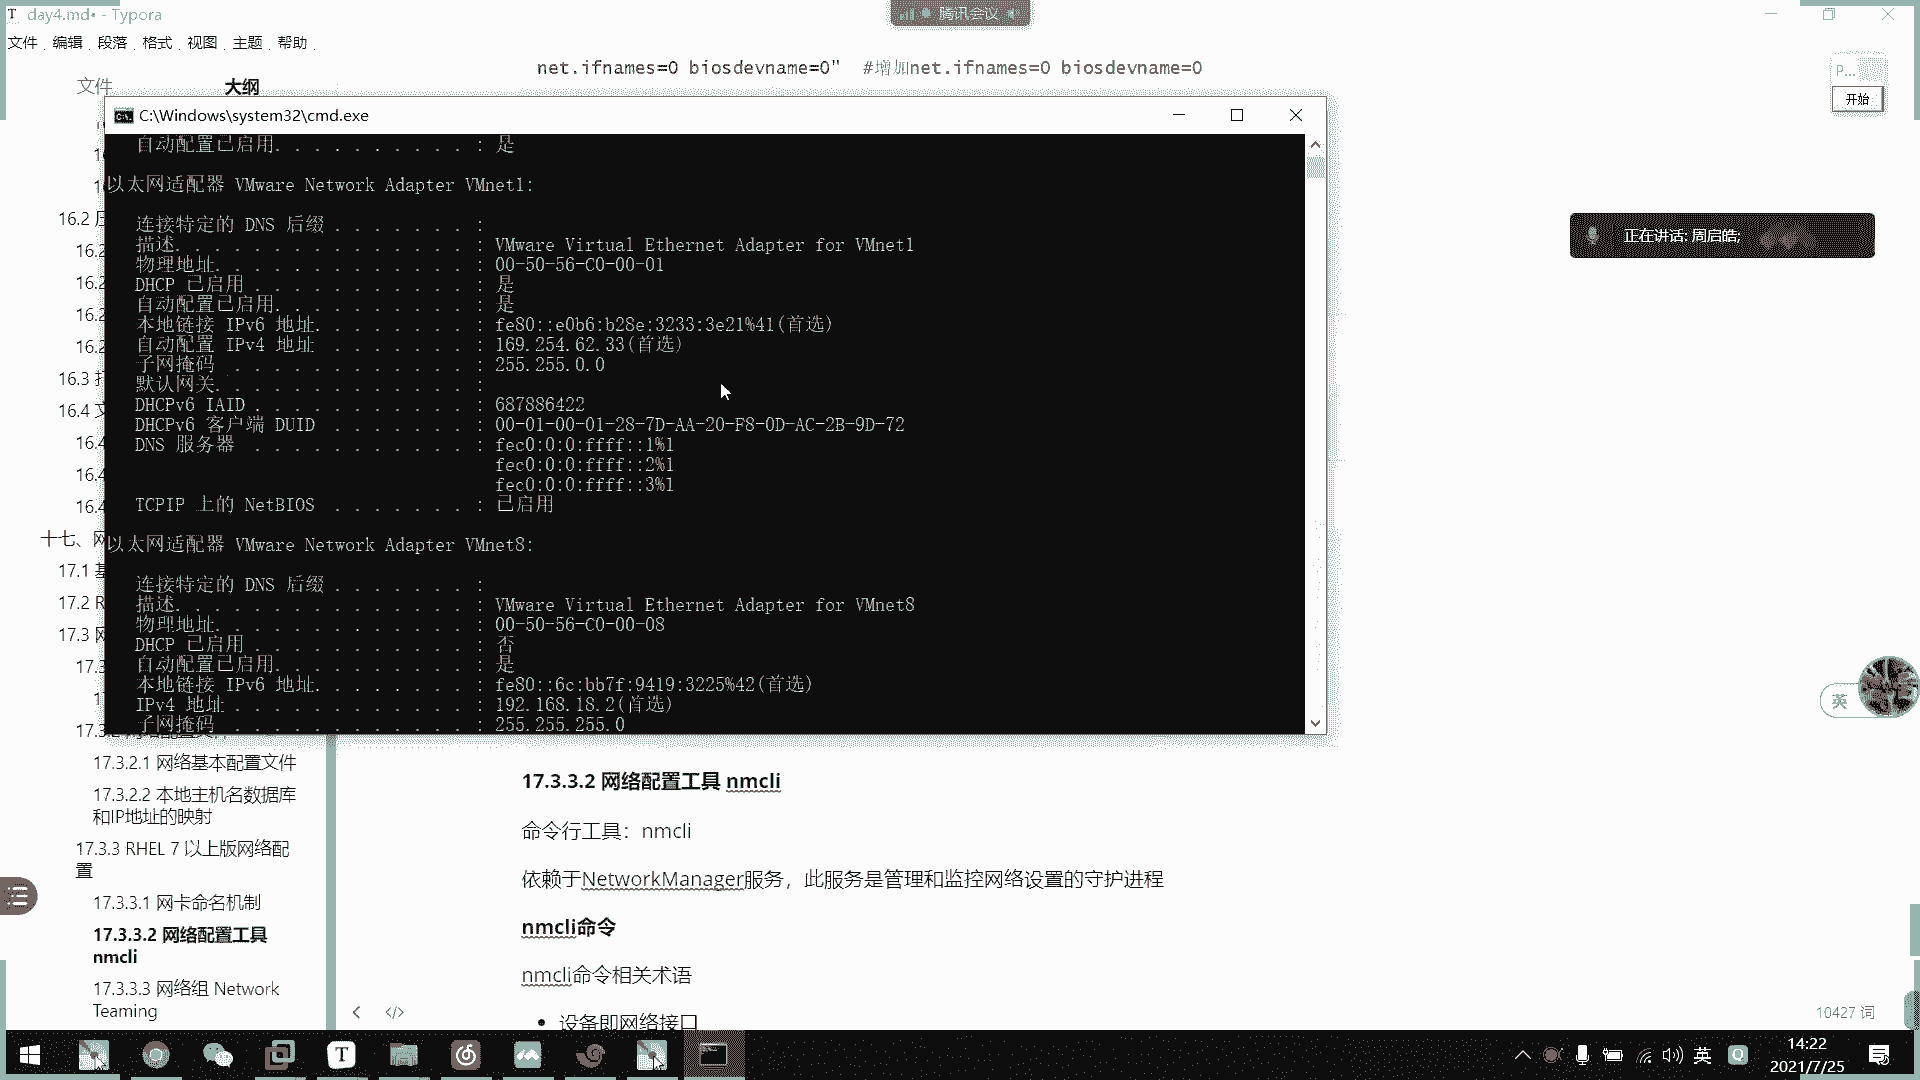 day4.md• - Typora
腾讯会议
文件 编辑 段落 格式 视图 主题 帮助
文件 大纲
net.ifnames=0 biosdevname=0" #增加net.ifnames=0 biosdevname=0
P...
开始
C:\Windows\system32\cmd.exe
自动配置已启用. . . . . . . . . . . : 是
以太网适配器 VMware Network Adapter VMnet1:
连接特定的 DNS 后缀 . . . . . . . :
描述. . . . . . . . . . . . . . . : VMware Virtual Ethernet Adapter for VMnet1
物理地址. . . . . . . . . . . . . : 00-50-56-C0-00-01
DHCP 已启用 . . . . . . . . . . . : 是
自动配置已启用. . . . . . . . . . : 是
本地链接 IPv6 地址. . . . . . . . : fe80::e0b6:b28e:3233:3e21%41(首选)
自动配置 IPv4 地址 . . . . . . . : 169.254.62.33(首选)
子网掩码 . . . . . . . . . . . . : 255.255.0.0
默认网关. . . . . . . . . . . . . :
DHCPv6 IAID . . . . . . . . . . . : 687886422
DHCPv6 客户端 DUID . . . . . . . : 00-01-00-01-28-7D-AA-20-F8-0D-AC-2B-9D-72
DNS 服务器 . . . . . . . . . . . : fec0:0:0:ffff::1%1
fec0:0:0:ffff::2%1
fec0:0:0:ffff::3%1
TCPIP 上的 NetBIOS . . . . . . . : 已启用
以太网适配器 VMware Network Adapter VMnet8:
连接特定的 DNS 后缀 . . . . . . . :
描述. . . . . . . . . . . . . . . : VMware Virtual Ethernet Adapter for VMnet8
物理地址. . . . . . . . . . . . . : 00-50-56-C0-00-08
DHCP 已启用 . . . . . . . . . . . : 否
自动配置已启用. . . . . . . . . . : 是
本地链接 IPv6 地址. . . . . . . . : fe80::6c:bb7f:9419:3225%42(首选)
IPv4 地址 . . . . . . . . . . . . : 192.168.18.2(首选)
子网掩码 . . . . . . . . . . . . : 255.255.255.0
正在讲话: 周启皓;
英
16.2
16.2
16.2
16.2
16.2
16.3
16.4
16.4
16.4
16.4
十七、网
17.1 基
17.2 R
17.3 网
17.3
17.3.2
17.3.2.1 网络基本配置文件
17.3.2.2 本地主机名数据库
和IP地址的映射
17.3.3 RHEL 7 以上版网络配
置
17.3.3.1 网卡命名机制
17.3.3.2 网络配置工具
nmcli
17.3.3.3 网络组 Network
Teaming
17.3.3.2 网络配置工具 nmcli
命令行工具：nmcli
依赖于NetworkManager服务，此服务是管理和监控网络设置的守护进程
nmcli命令
nmcli命令相关术语
• 设备即网络接口
10427 词
英
14:22
2021/7/25